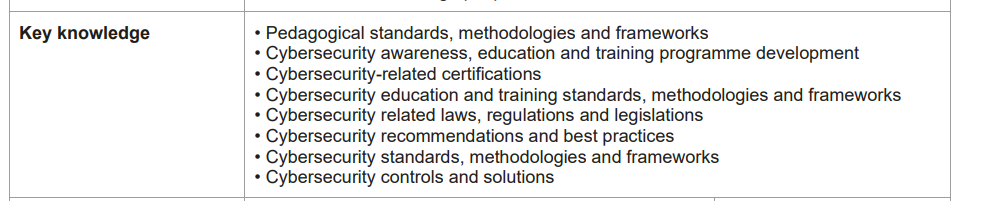 Key knowledge
• Pedagogical standards, methodologies and frameworks
• Cybersecurity awareness, education and training programme development
• Cybersecurity-related certifications
• Cybersecurity education and training standards, methodologies and frameworks
• Cybersecurity related laws, regulations and legislations
• Cybersecurity recommendations and best practices
• Cybersecurity standards, methodologies and frameworks
• Cybersecurity controls and solutions